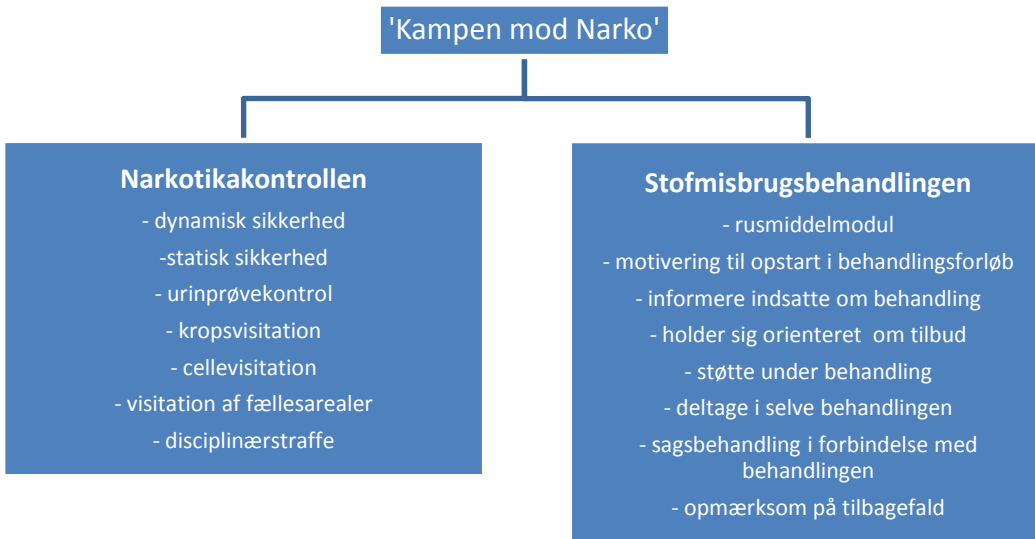 'Kampen mod Narko'
Narkotikakontrollen
- dynamisk sikkerhed
-statisk sikkerhed
- urinprøvekontrol
- kropsvisitation
- cellevisitation
- visitation af fællesarealer
- disciplinærstraffe
Stofmisbrugsbehandlingen
- rusmiddelmodul
- motivering til opstart i behandlingsforløb
- informere indsatte om behandling
- holder sig orienteret om tilbud
- støtte under behandling
- deltage i selve behandlingen
- sagsbehandling i forbindelse med
behandlingen
- opmærksom på tilbagefald